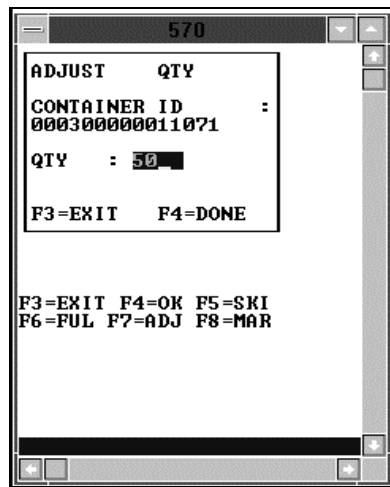 570
ADJUST QTY
CONTAINER ID :
000300000011071
QTY : 50_
F3=EXIT F4=DONE
F3=EXIT F4=OK F5=SKI
F6=FUL F7=ADJ F8=MAR